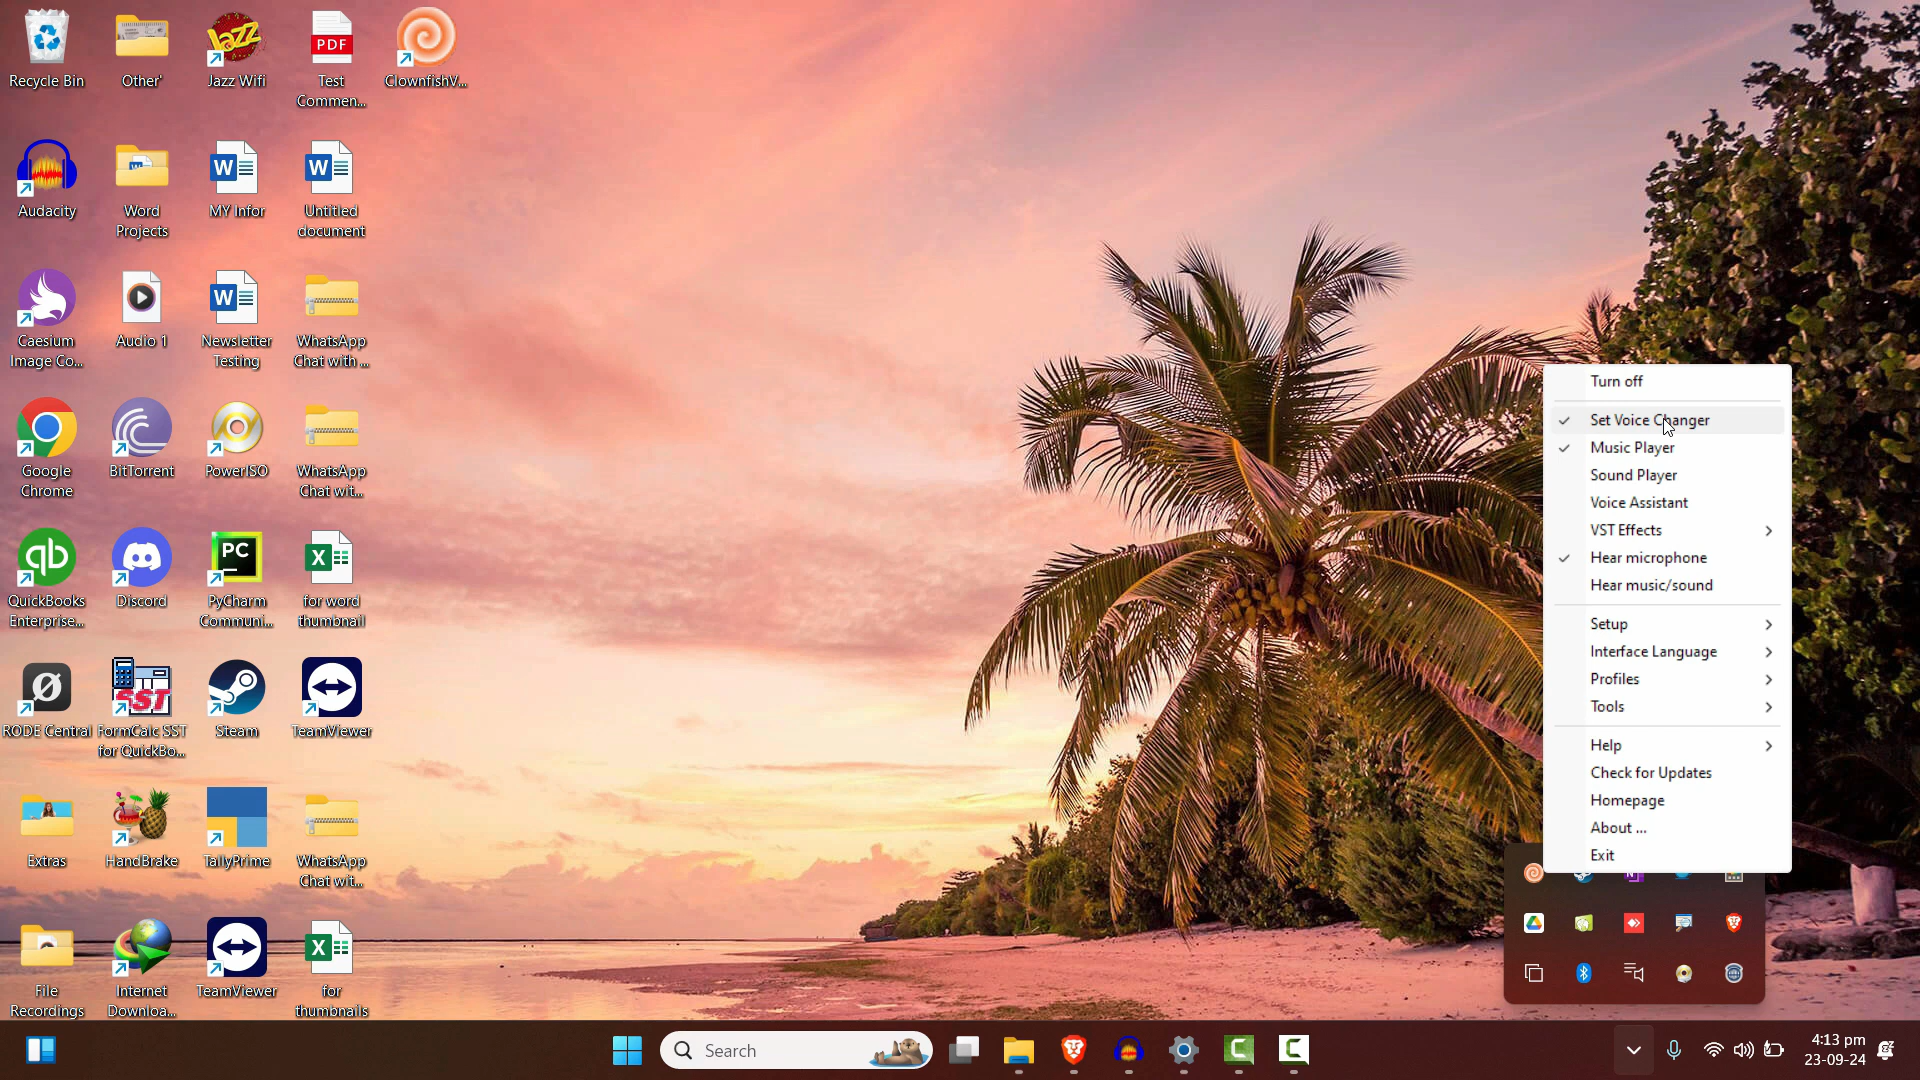 Recycle Bin
Other'
Jazz Wifi
PDF
Test
Commen...
ClownfishV...
Audacity
Word
Projects
MY Infor
Untitled
document
Caesium
Image Co...
Audio 1
Newsletter
Testing
WhatsApp
Chat with ...
Google
Chrome
BitTorrent
PowerISO
WhatsApp
Chat wit...
QuickBooks
Enterprise...
Discord
PyCharm
Communi...
for word
thumbnail
RODE Central
FormCalc SST
for QuickBo...
Steam
TeamViewer
Extras
HandBrake
TallyPrime
WhatsApp
Chat wit...
File
Recordings
Internet
Downloa...
TeamViewer
for
thumbnails
Turn off
Set Voice Changer
Music Player
Sound Player
Voice Assistant
VST Effects
Hear microphone
Hear music/sound
Setup
Interface Language
Profiles
Tools
Help
Check for Updates
Homepage
About ...
Exit
Search
4:13 pm
23-09-24